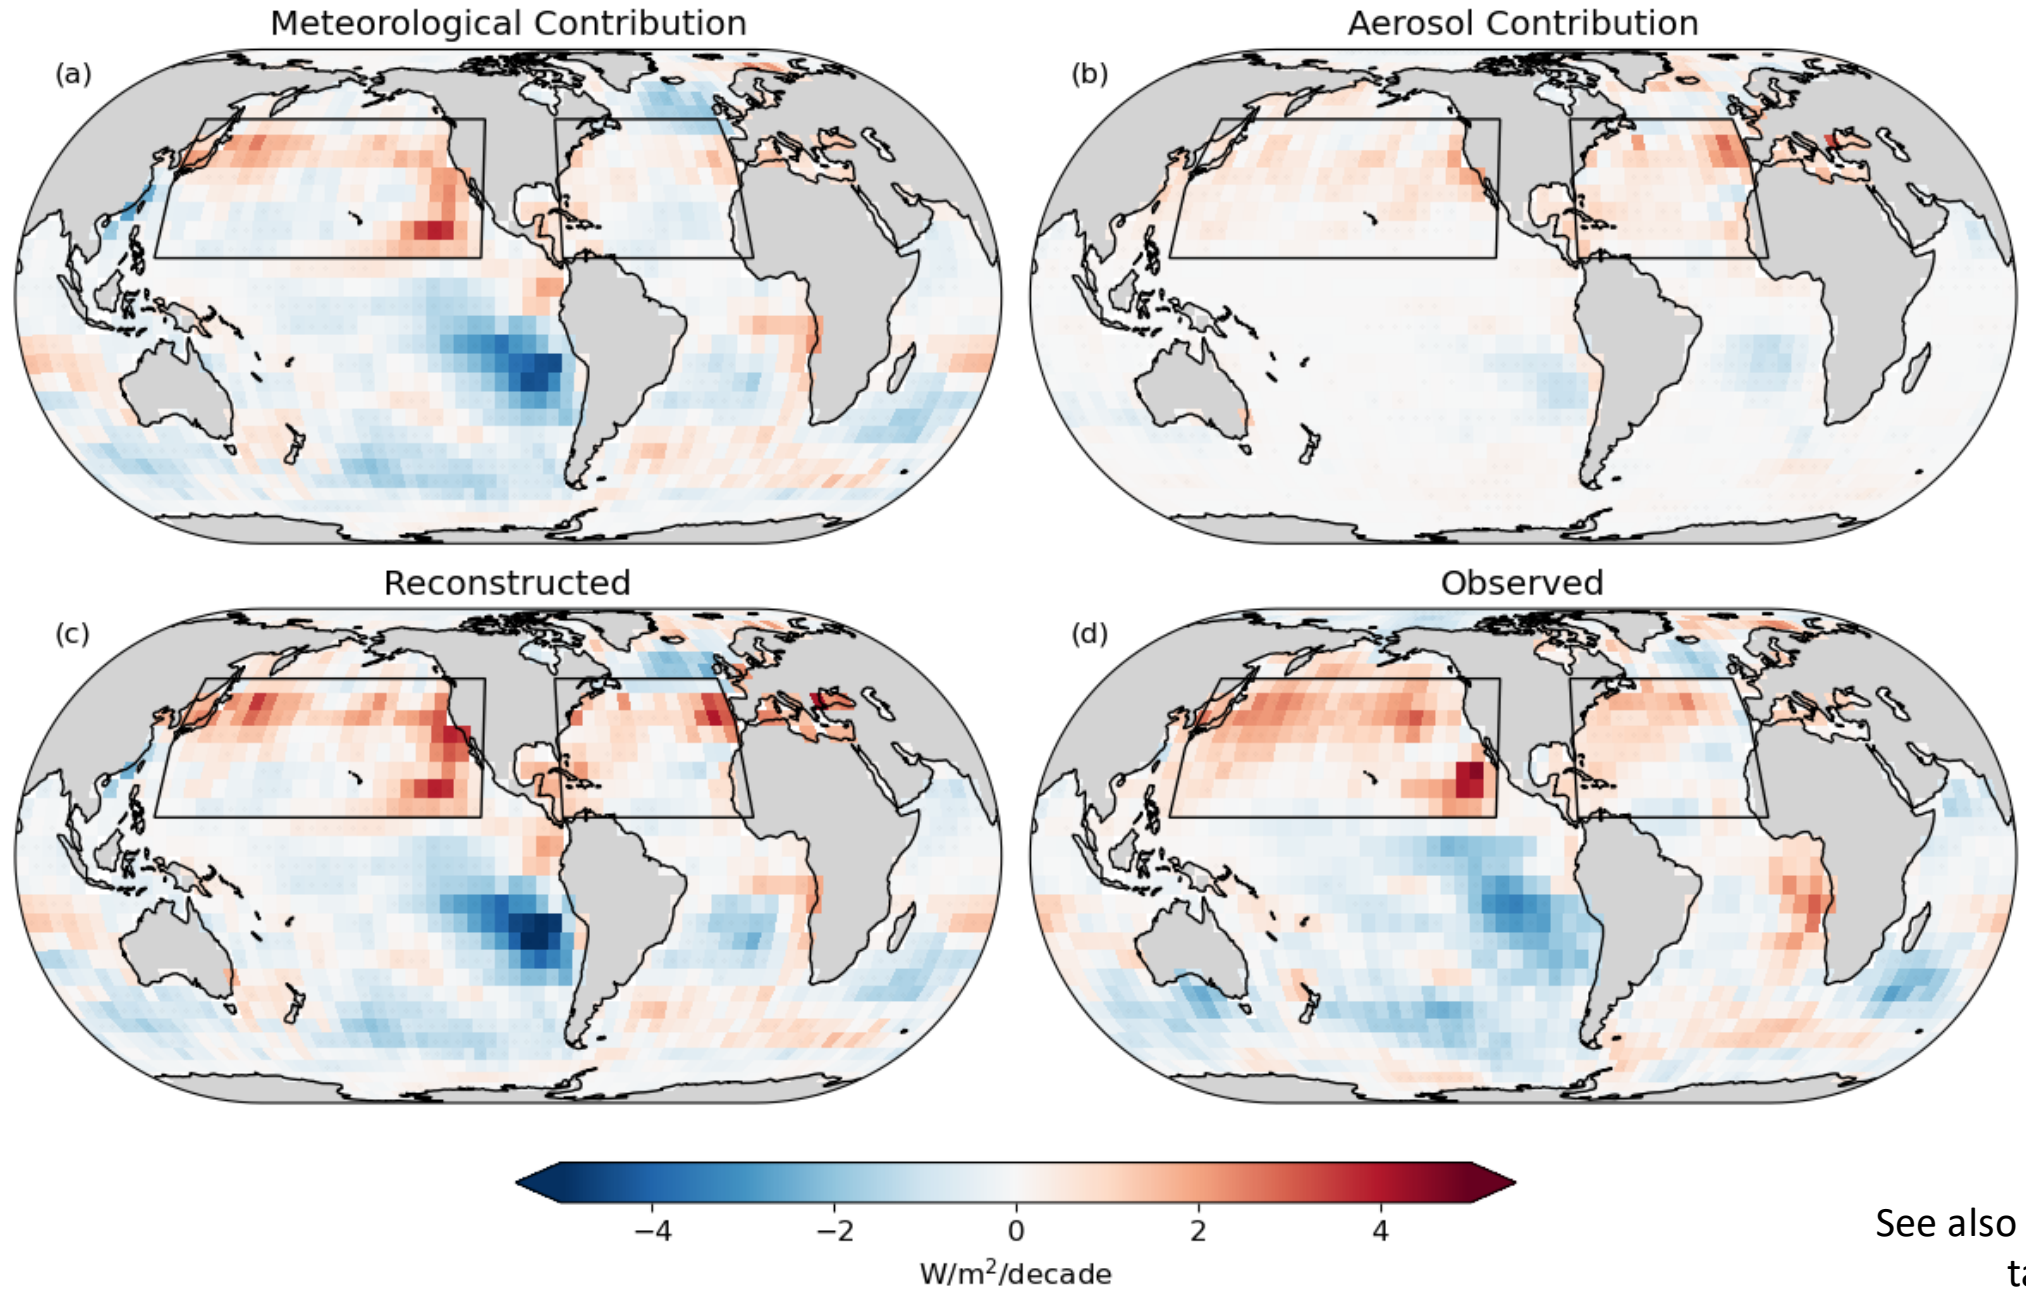 Meteorological Contribution
Aerosol Contribution
(a)
(b)
Reconstructed
Observed
(c)
(d)
−4 −2 0 2 4
W/m²/decade
See also